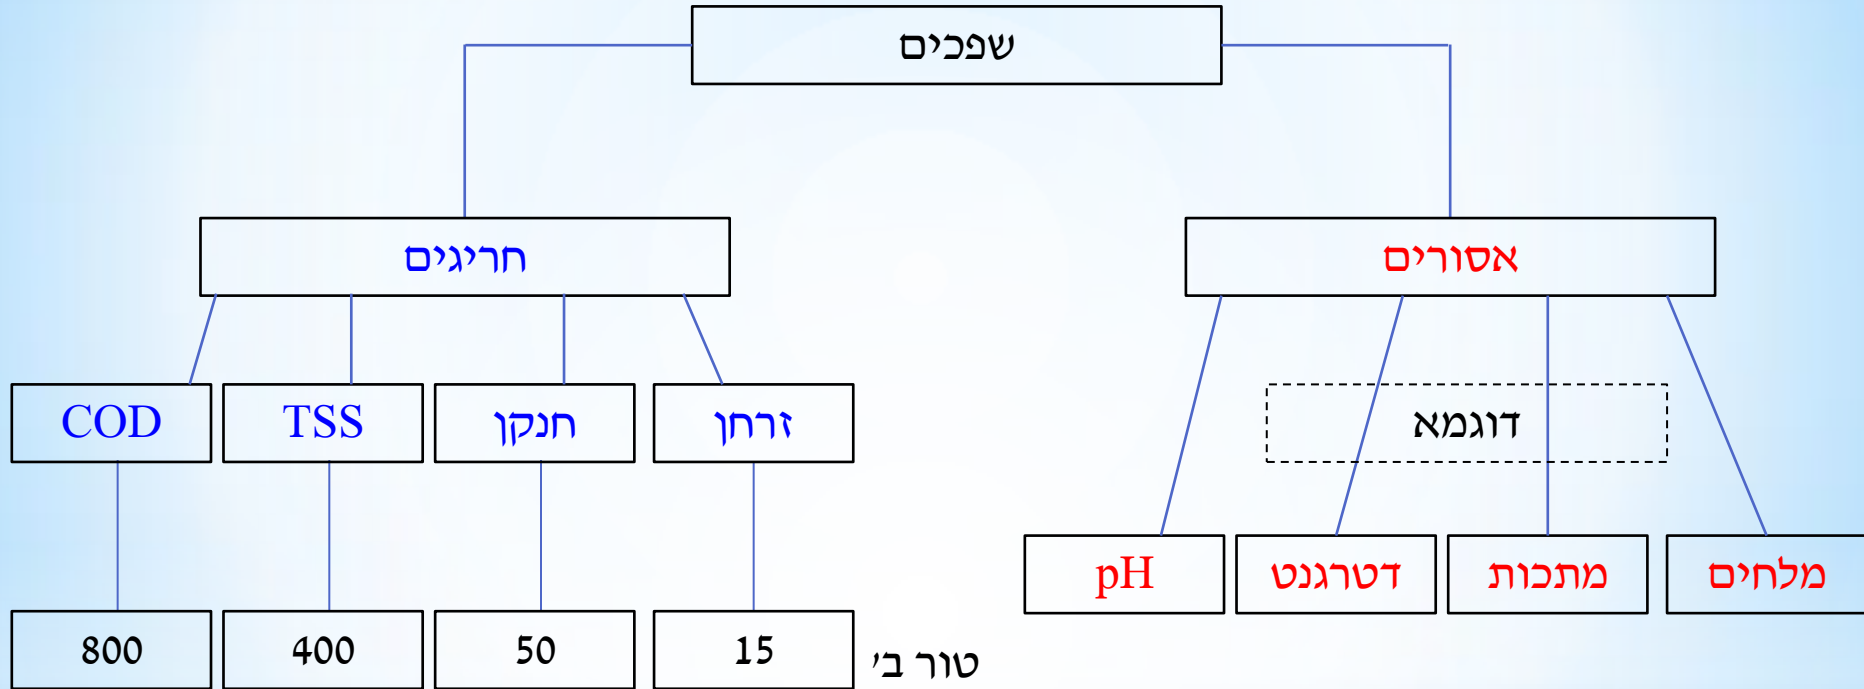 שפכים
אסורים
חריגים
דוגמא
מלחים
מתכות
דטרגנט
pH
זרחן
חנקן
TSS
COD
טור ב'
15
50
400
800